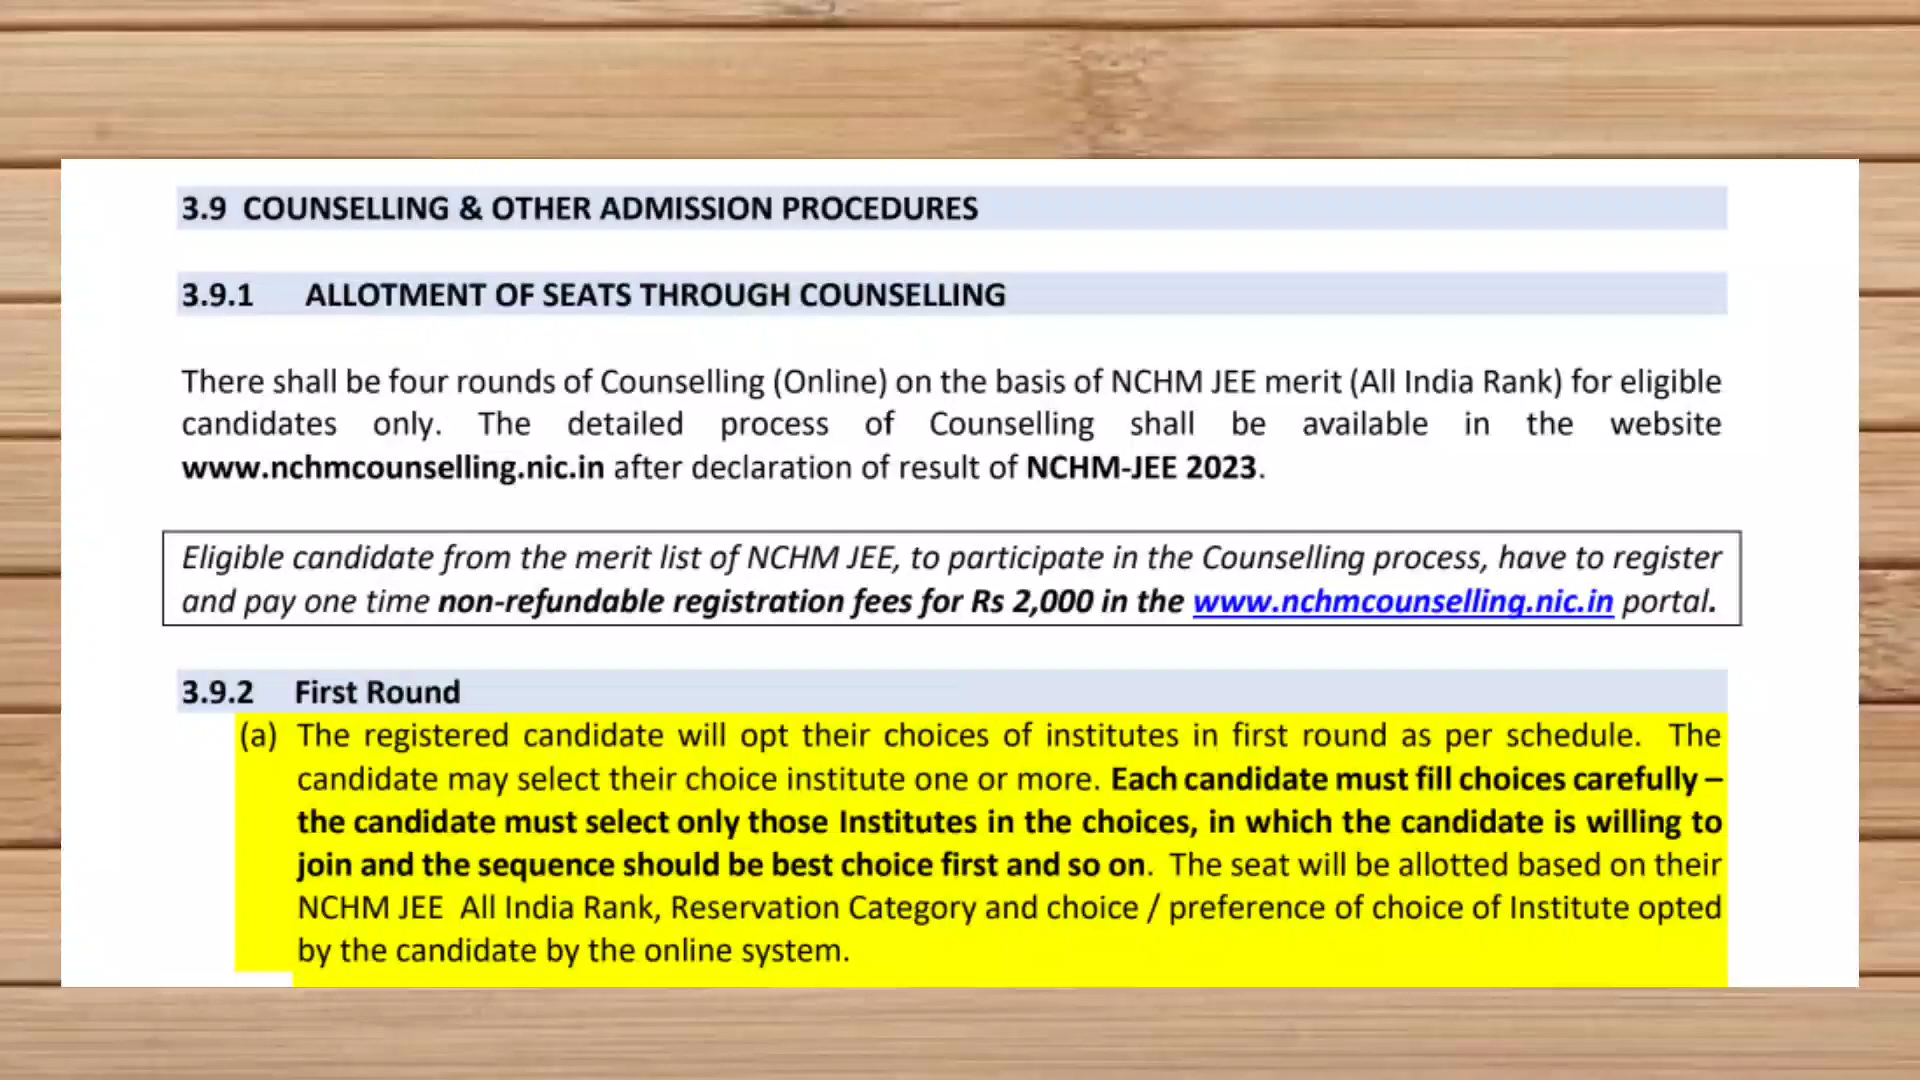 3.9 COUNSELLING & OTHER ADMISSION PROCEDURES
3.9.1 ALLOTMENT OF SEATS THROUGH COUNSELLING
There shall be four rounds of Counselling (Online) on the basis of NCHM JEE merit (All India Rank) for eligible
candidates only. The detailed process of Counselling shall be available in the website
www.nchmcounselling.nic.in after declaration of result of NCHM-JEE 2023.
Eligible candidate from the merit list of NCHM JEE, to participate in the Counselling process, have to register
and pay one time non-refundable registration fees for Rs 2,000 in the www.nchmcounselling.nic.in portal.
3.9.2 First Round
(a) The registered candidate will opt their choices of institutes in first round as per schedule. The
candidate may select their choice institute one or more. Each candidate must fill choices carefully –
the candidate must select only those Institutes in the choices, in which the candidate is willing to
join and the sequence should be best choice first and so on. The seat will be allotted based on their
NCHM JEE All India Rank, Reservation Category and choice / preference of choice of Institute opted
by the candidate by the online system.